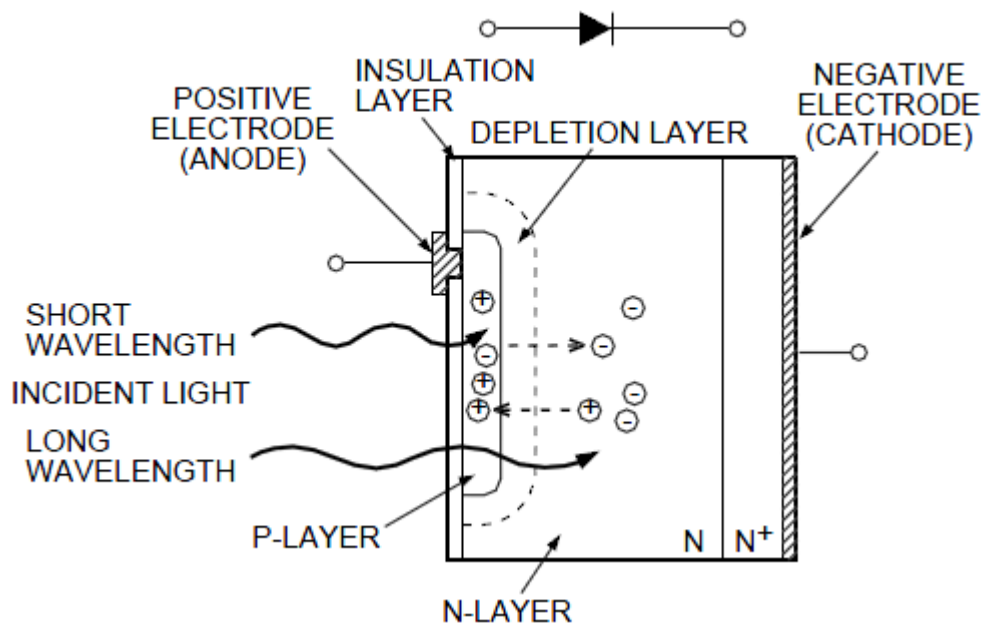 INSULATION
LAYER
POSITIVE
ELECTRODE
(ANODE)
DEPLETION LAYER
NEGATIVE
ELECTRODE
(CATHODE)
SHORT
WAVELENGTH
INCIDENT LIGHT
LONG
WAVELENGTH
P-LAYER
N-LAYER
N
N+
+
-
-
-
+
+
+
-
-